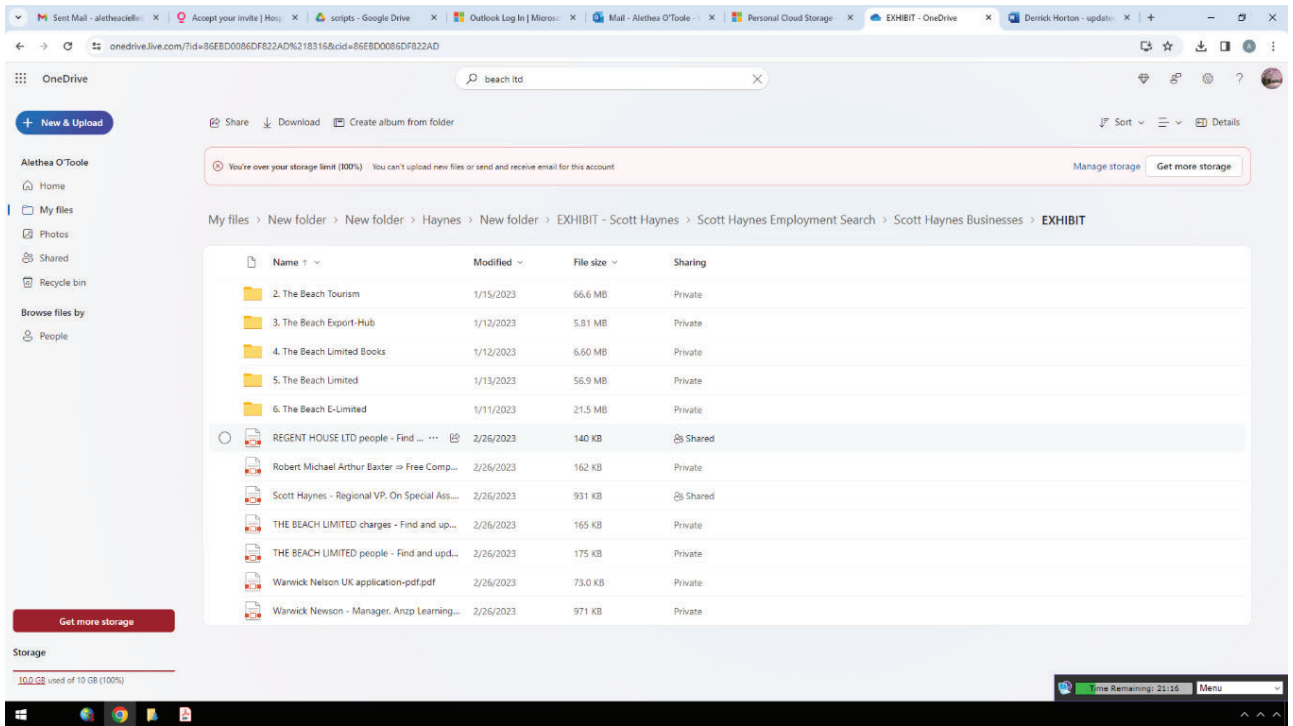 Sent Mail - aletheacielle
Accept your invite | Hosp
scripts - Google Drive
Outlook Log In | Microso
Mail - Alethea O'Toole -
Personal Cloud Storage -
EXHIBIT - OneDrive
Derrick Horton - update
onedrive.live.com/?id=86EBD0086DF822AD%218316&cid=86EBD0086DF822AD
OneDrive
beach ltd
New & Upload
Share Download Create album from folder
Sort Details
Alethea O'Toole
Home
My files
Photos
Shared
Recycle bin
Browse files by
People
You're over your storage limit (100%) You can't upload new files or send and receive email for this account
Manage storage Get more storage
My files > New folder > New folder > Haynes > New folder > EXHIBIT - Scott Haynes > Scott Haynes Employment Search > Scott Haynes Businesses > EXHIBIT
Name ↑ Modified File size Sharing
2. The Beach Tourism 1/15/2023 66.6 MB Private
3. The Beach Export-Hub 1/12/2023 5.81 MB Private
4. The Beach Limited Books 1/12/2023 6.60 MB Private
5. The Beach Limited 1/13/2023 56.9 MB Private
6. The Beach E-Limited 1/11/2023 21.5 MB Private
REGENT HOUSE LTD people - Find ... 2/26/2023 140 KB Shared
Robert Michael Arthur Baxter ⇒ Free Comp... 2/26/2023 162 KB Private
Scott Haynes - Regional VP, On Special Ass.... 2/26/2023 931 KB Shared
THE BEACH LIMITED charges - Find and up... 2/26/2023 165 KB Private
THE BEACH LIMITED people - Find and upd... 2/26/2023 175 KB Private
Warwick Nelson UK application-pdf.pdf 2/26/2023 73.0 KB Private
Warwick Newson - Manager, Anzp Learning... 2/26/2023 971 KB Private
Get more storage
Storage
10.0 GB used of 10 GB (100%)
Time Remaining: 21:16 Menu